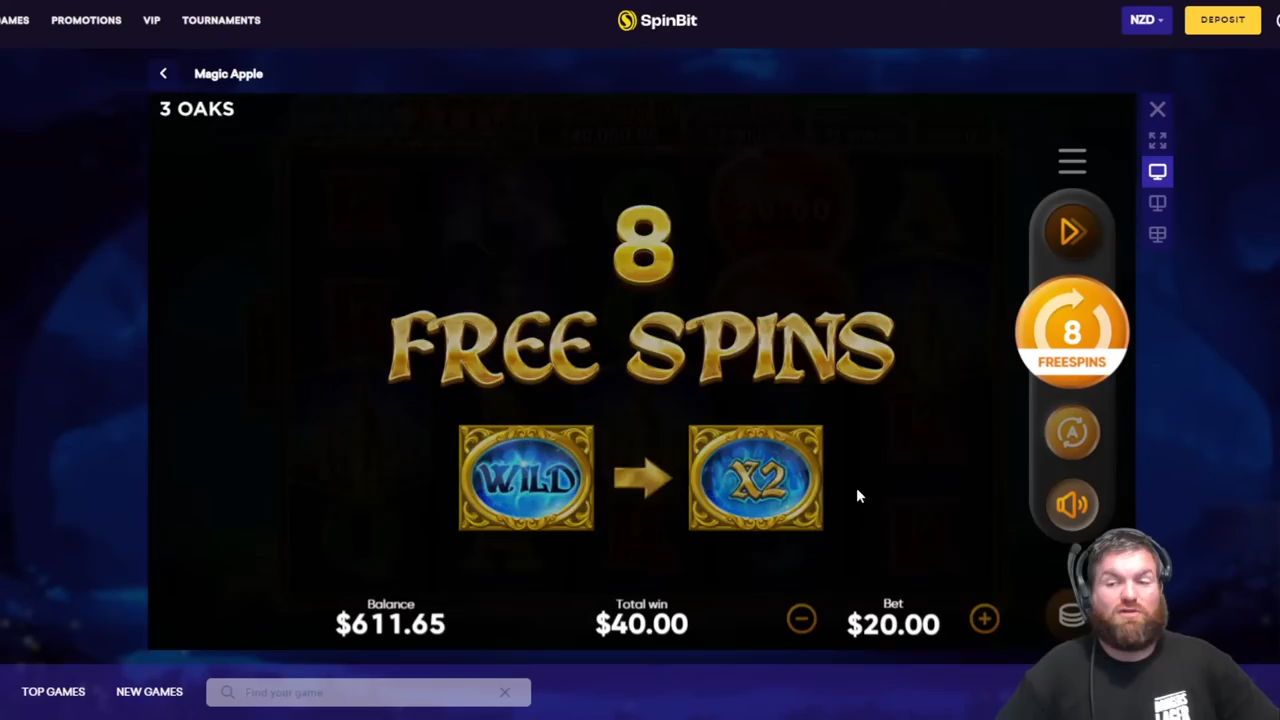 AMES PROMOTIONS VIP TOURNAMENTS SpinBit NZD DEPOSIT
Magic Apple
3 OAKS
8
FREE SPINS
8
FREESPINS
A
WILD X2
Balance Total win Bet
$611.65 $40.00 $20.00
TOP GAMES NEW GAMES Find your game